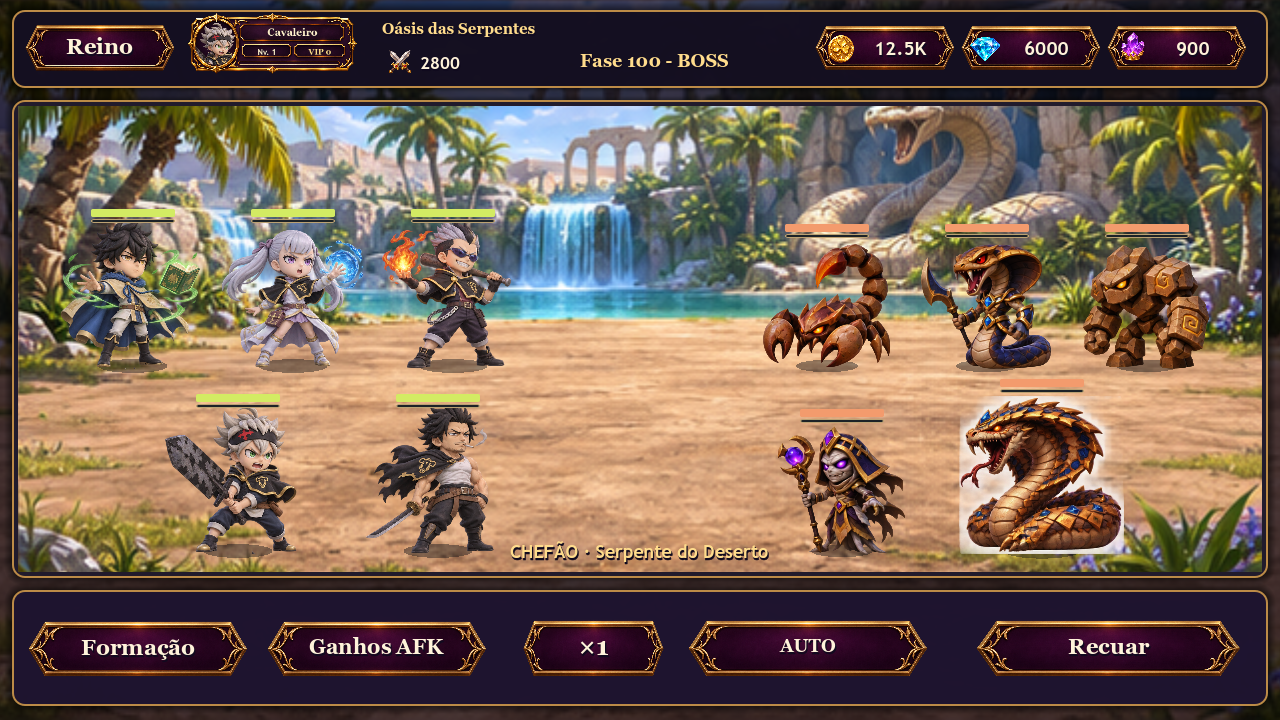 Reino
Cavaleiro
Nv. 1
VIP 0
Oásis das Serpentes
2800
Fase 100 - BOSS
12.5K
6000
900
CHEFÃO · Serpente do Deserto
Formação
Ganhos AFK
×1
AUTO
Recuar